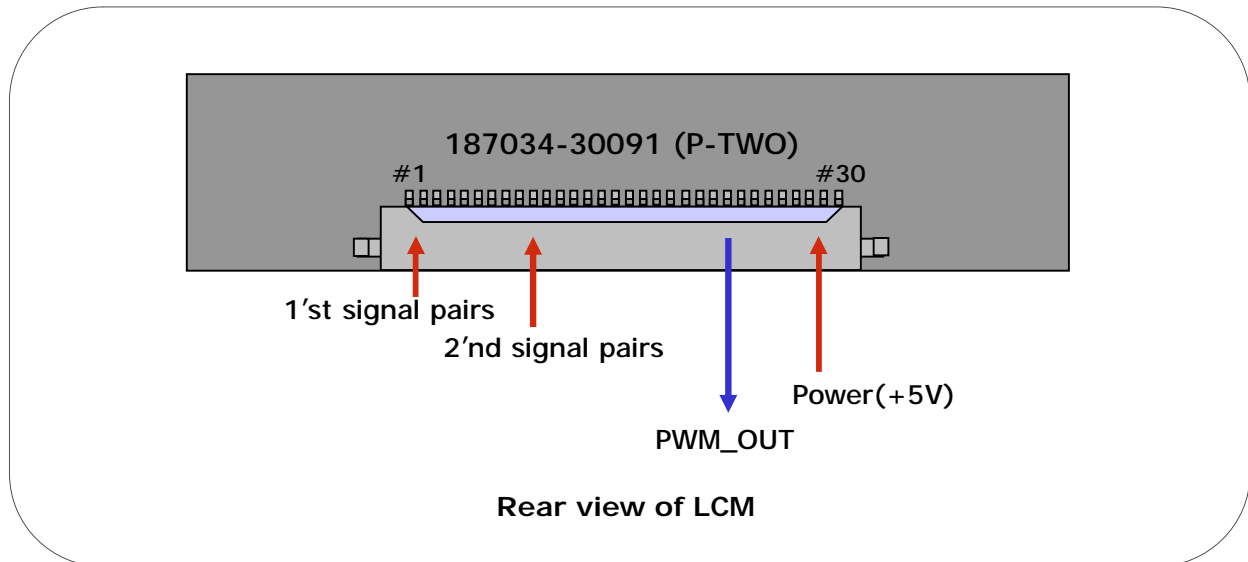 187034-30091 (P-TWO)
#1 #30
1’st signal pairs
2’nd signal pairs
Power(+5V)
PWM_OUT
Rear view of LCM